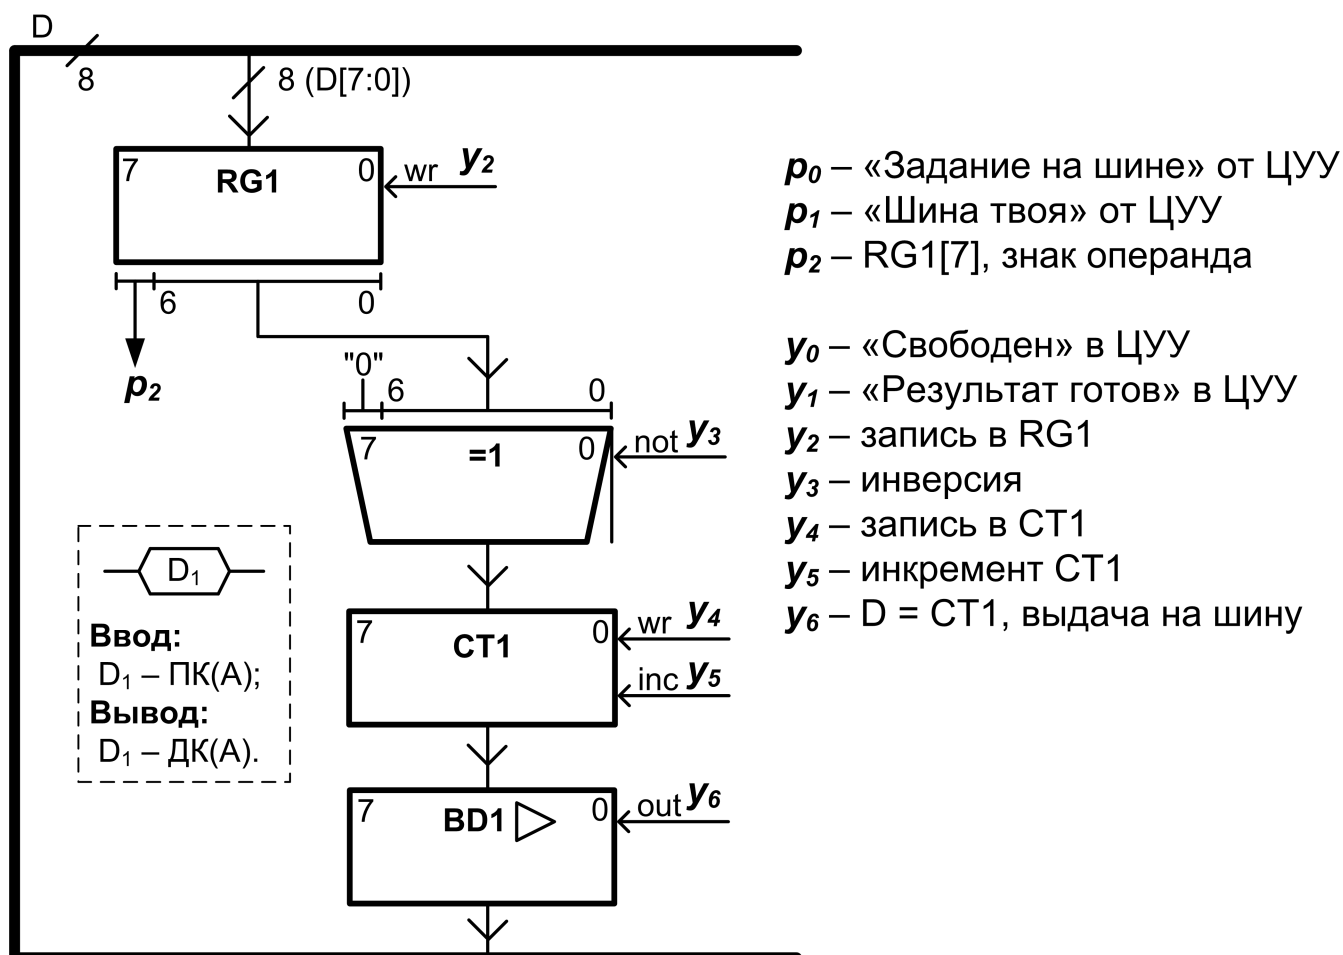 D
8
8 (D[7:0])
7 RG1 0
wr y₂
6 0
p₂
"0"
6 0
7 =1 0
not y₃
D₁
Ввод:
D₁ – ПК(А);
Вывод:
D₁ – ДК(А).
7 CT1 0
wr y₄
inc y₅
7 BD1 0
out y₆
p₀ – «Задание на шине» от ЦУУ
p₁ – «Шина твоя» от ЦУУ
p₂ – RG1[7], знак операнда
y₀ – «Свободен» в ЦУУ
y₁ – «Результат готов» в ЦУУ
y₂ – запись в RG1
y₃ – инверсия
y₄ – запись в CT1
y₅ – инкремент CT1
y₆ – D = CT1, выдача на шину